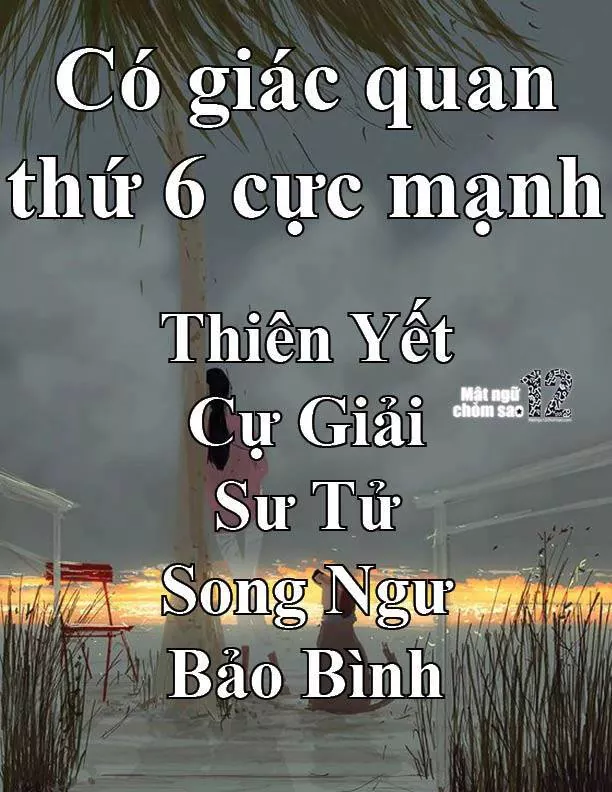 Có giác quan
thứ 6 cực mạnh
Thiên Yết
Cự Giải
Sư Tử
Song Ngư
Bảo Bình
Mật ngữ 12
chòm sao